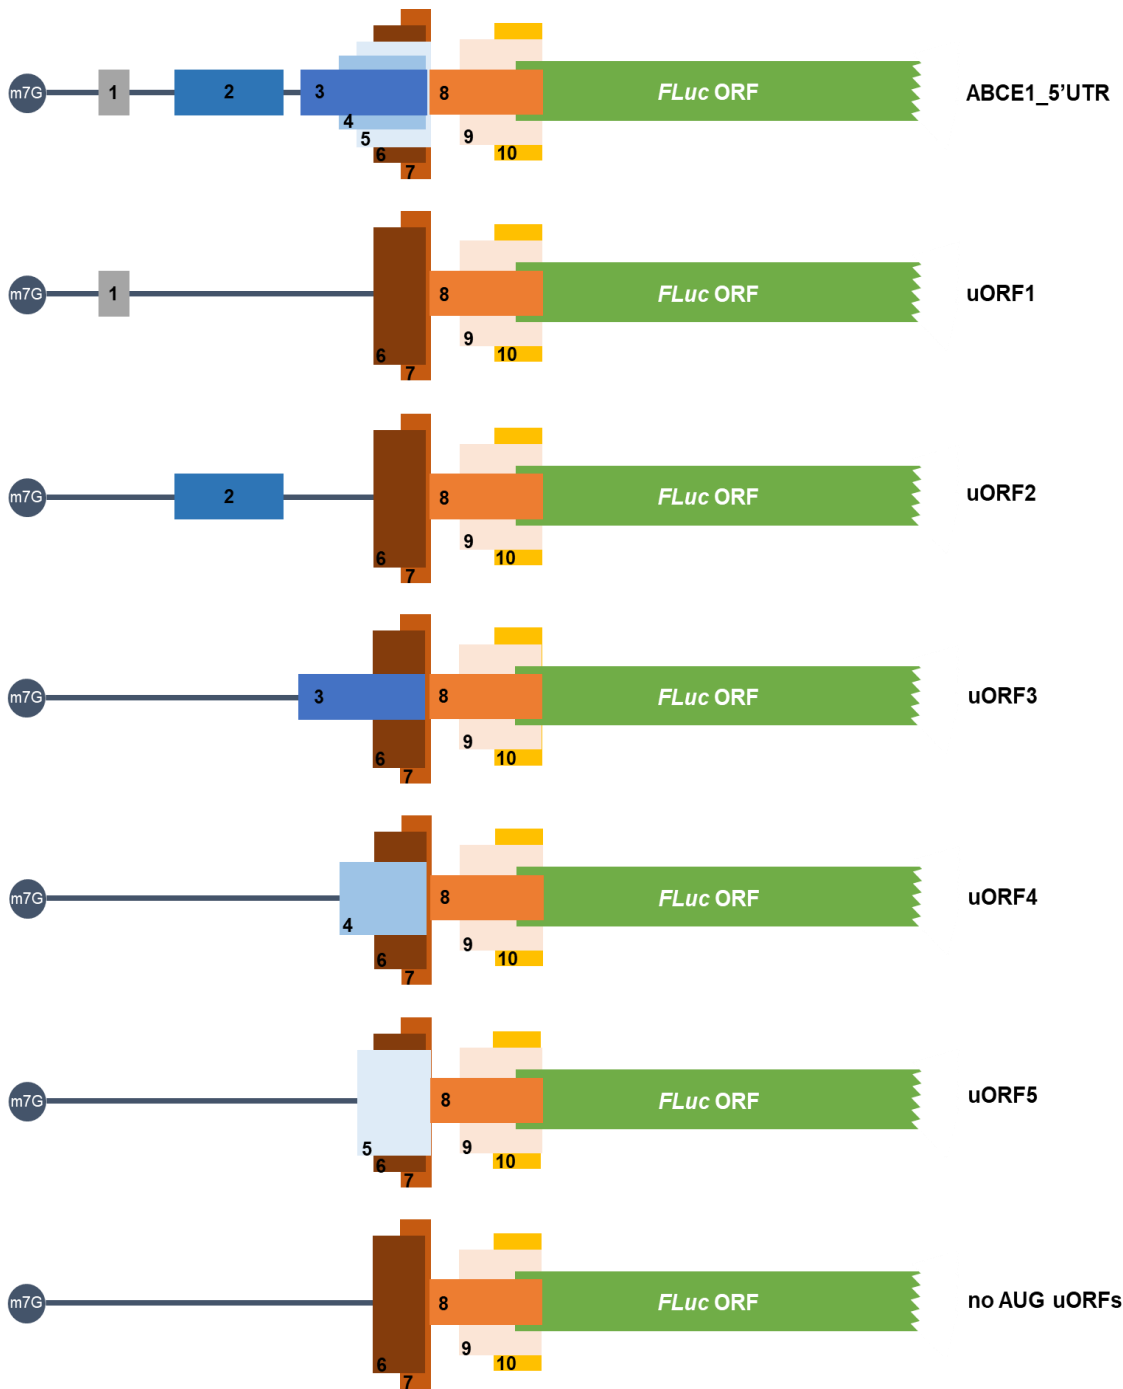 m7G 1 2 3 4 5 6 7 8 9 10 FLuc ORF ABCE1_5'UTR
m7G 1 6 7 8 9 10 FLuc ORF uORF1
m7G 2 6 7 8 9 10 FLuc ORF uORF2
m7G 3 6 7 8 9 10 FLuc ORF uORF3
m7G 4 6 7 8 9 10 FLuc ORF uORF4
m7G 5 6 7 8 9 10 FLuc ORF uORF5
m7G 6 7 8 9 10 FLuc ORF no AUG uORFs